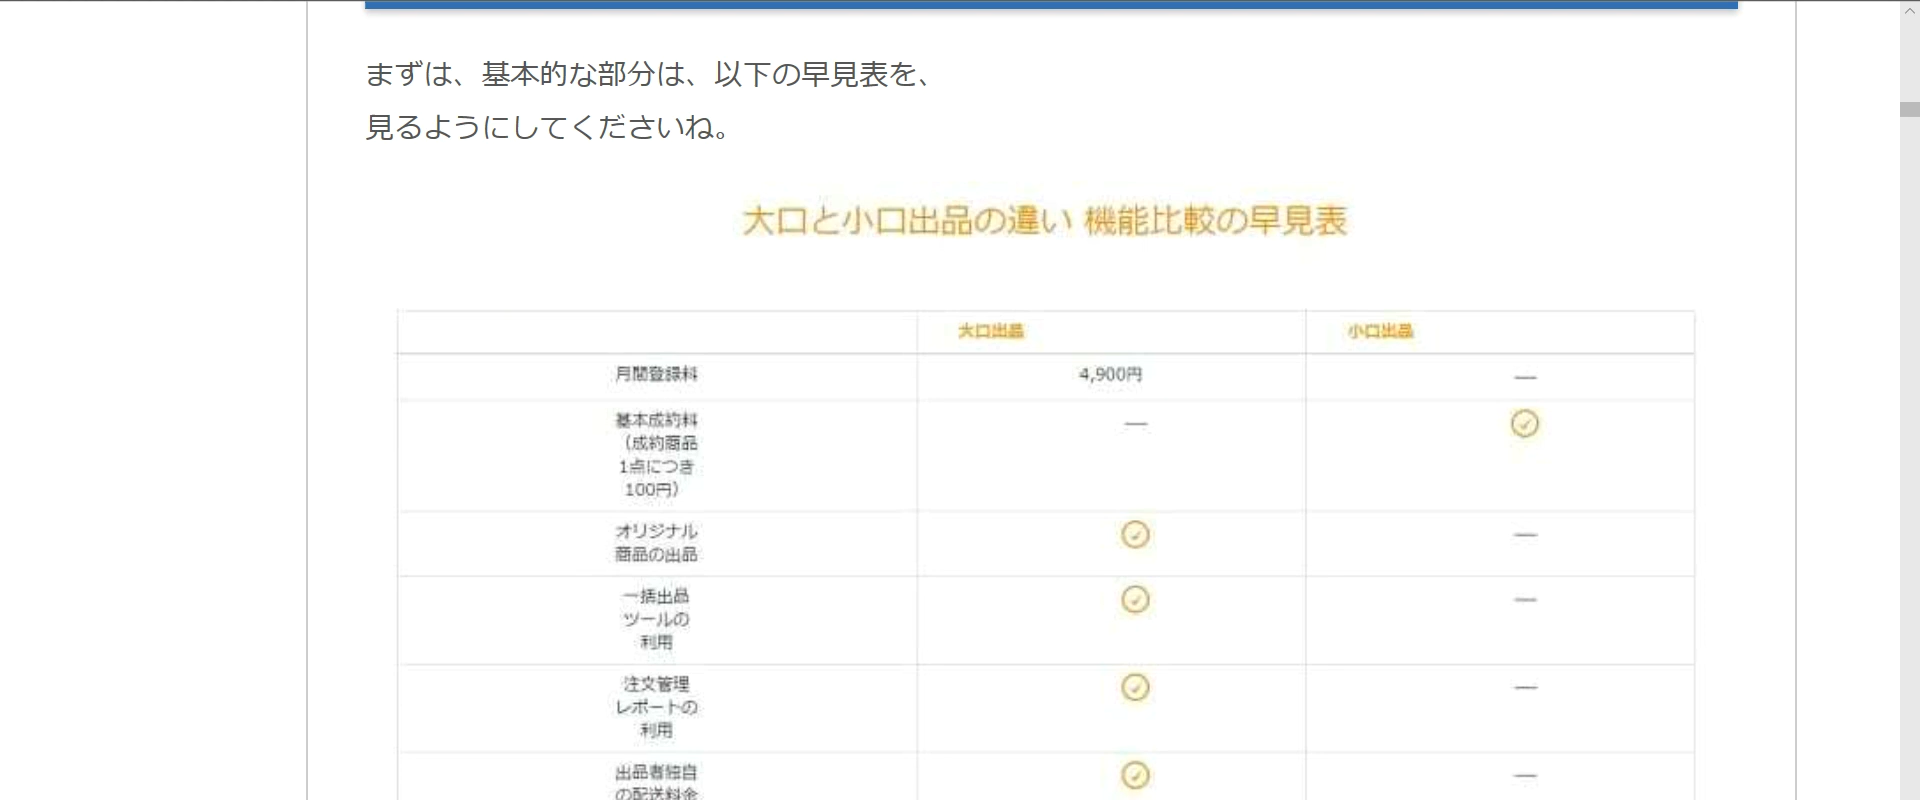 まずは、基本的な部分は、以下の早見表を、
見るようにしてくださいね。
大口と小口出品の違い 機能比較の早見表
大口出品 小口出品
月間登録料 4,900円 —
基本成約料 — ✓
（成約商品
1点につき
100円）
オリジナル ✓ —
商品の出品
一括出品 ✓ —
ツールの
利用
注文管理 ✓ —
レポートの
利用
出品者独自 ✓ —
の配送料金